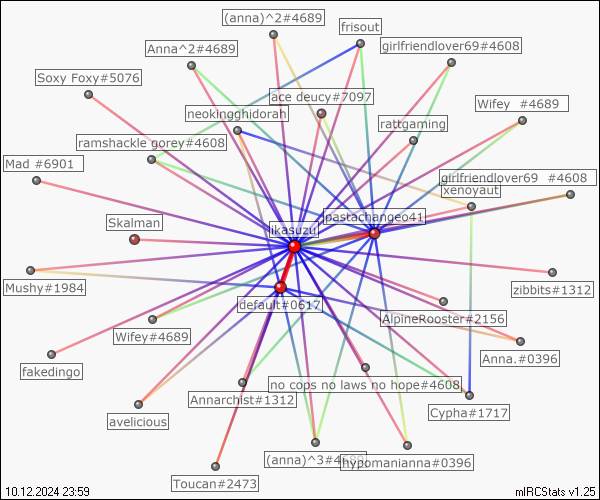 (anna)^2#4689
frisout
Anna^2#4689
girlfriendlover69#4608
Soxy Foxy#5076
ace deucy#7097
Wifey #4689
neokingghidorah
rattgaming
ramshackle gorey#4608
Mad #6901
girlfriendlover69 #4608
xenoyaut
pastachangeo41
Skalman
likasuzu
Mushy#1984
zibbits#1312
default#0617
AlpineRooster#2156
Wifey#4689
Anna.#0396
fakedingo
no cops no laws no hope#4608
Annarchist#1312
Cypha#1717
avelicious
(anna)^3#4689
hypomanianna#0396
Toucan#2473
10.12.2024 23:59
mIRCStats v1.25